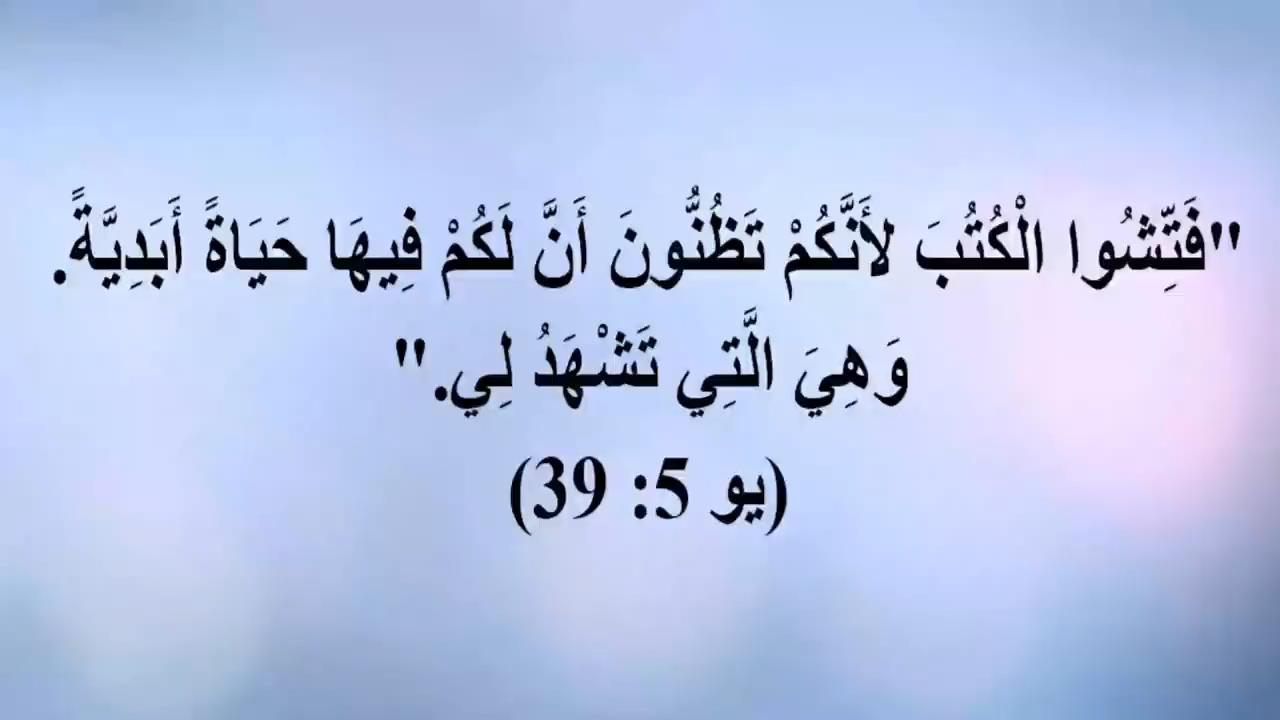 "فَتِّشُوا الْكُتُبَ لأَنَّكُمْ تَظُنُّونَ أَنَّ لَكُمْ فِيهَا حَيَاةً أَبَدِيَّةً.
وَهِيَ الَّتِي تَشْهَدُ لِي."
(يو 5: 39)